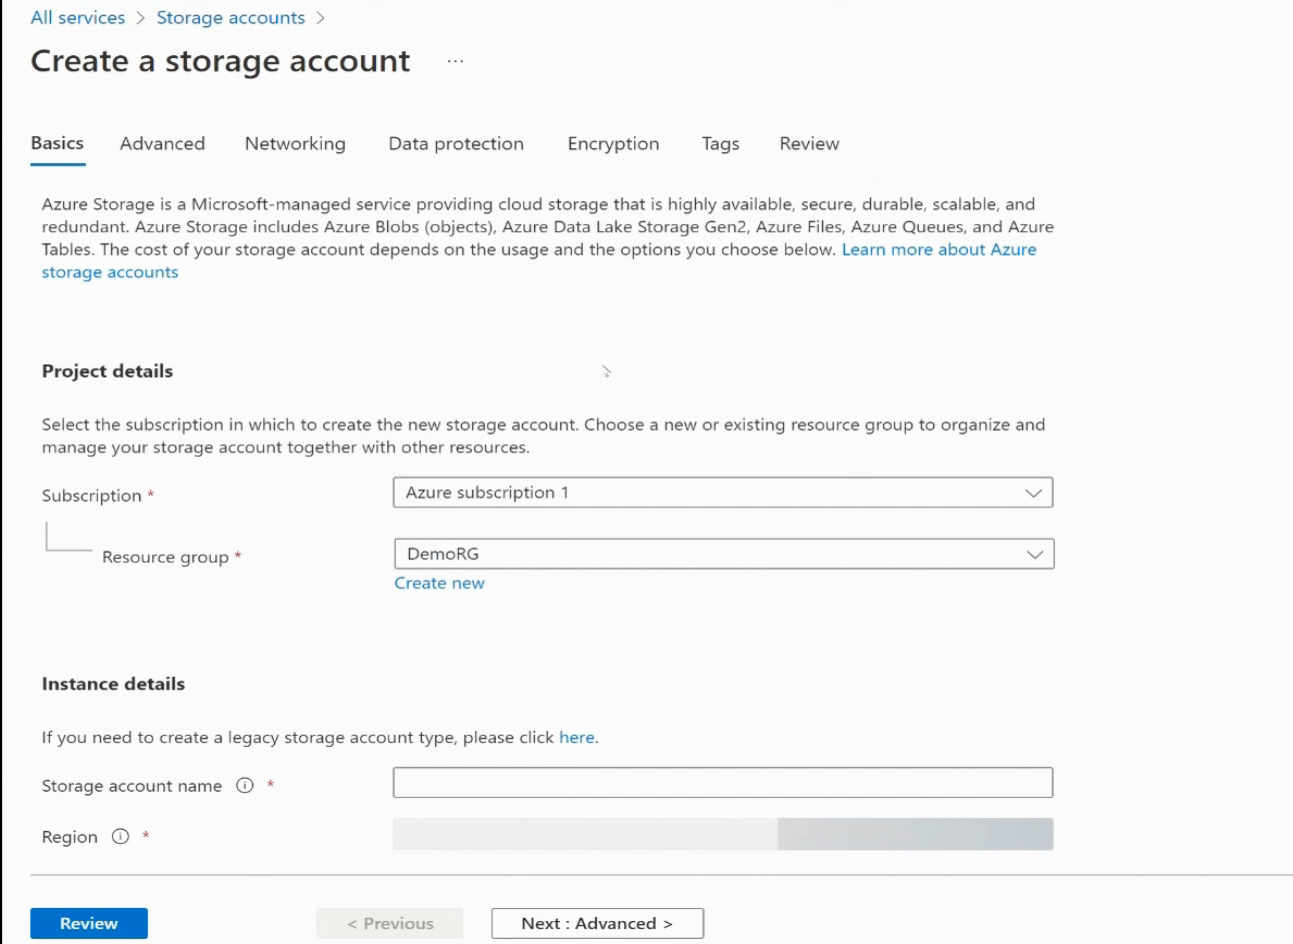 All services > Storage accounts >
Create a storage account ...
Basics Advanced Networking Data protection Encryption Tags Review
Azure Storage is a Microsoft-managed service providing cloud storage that is highly available, secure, durable, scalable, and
redundant. Azure Storage includes Azure Blobs (objects), Azure Data Lake Storage Gen2, Azure Files, Azure Queues, and Azure
Tables. The cost of your storage account depends on the usage and the options you choose below. Learn more about Azure
storage accounts
Project details
Select the subscription in which to create the new storage account. Choose a new or existing resource group to organize and
manage your storage account together with other resources.
Subscription * Azure subscription 1
Resource group * DemoRG
Create new
Instance details
If you need to create a legacy storage account type, please click here.
Storage account name *
Region *
Review < Previous Next : Advanced >